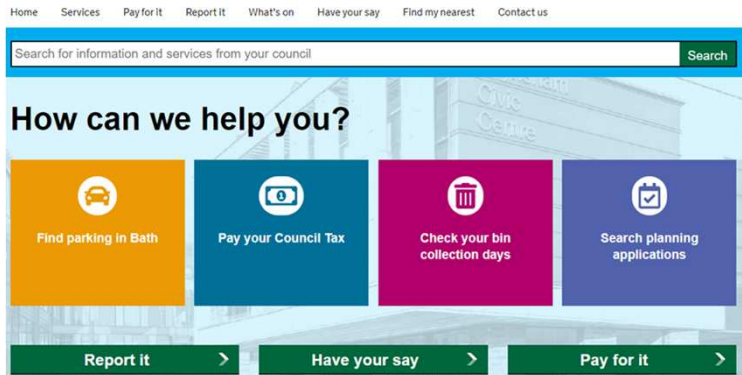 Home Services Pay for it Report it What's on Have your say Find my nearest Contact us
Search for information and services from your council Search
Civic
Centre
How can we help you?
Find parking in Bath
Pay your Council Tax
Check your bin
collection days
Search planning
applications
Report it
Have your say
Pay for it